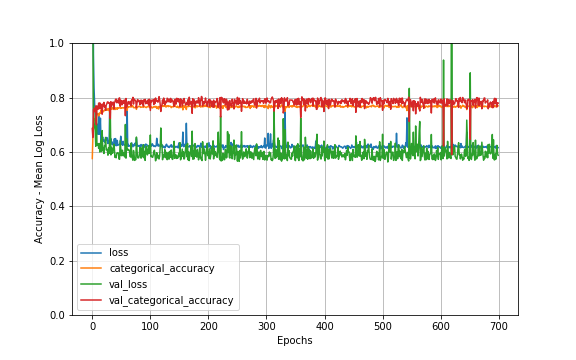 Accuracy - Mean Log Loss
1.0
0.8
0.6
0.4
0.2
0.0
loss
categorical_accuracy
val_loss
val_categorical_accuracy
0 100 200 300 400 500 600 700
Epochs